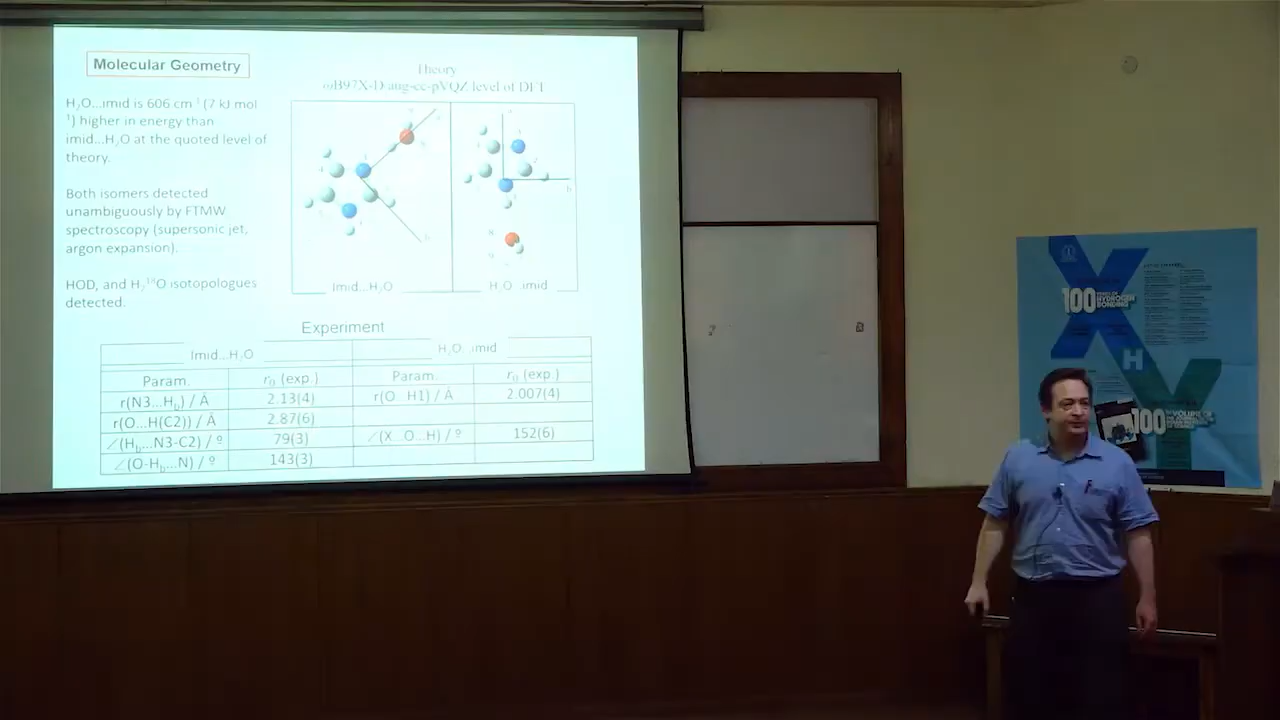 Molecular Geometry
H₂O...imid is 606 cm⁻¹ (7 kJ mol⁻
¹) higher in energy than
imid...H₂O at the quoted level of
theory.
Both isomers detected
unambiguously by FTMW
spectroscopy (supersonic jet,
argon expansion).
HOD, and H₂¹⁸O isotopologues
detected.
Theory
ωB97X-D/aug-cc-pVQZ level of DFT
Imid...H₂O
H₂O...imid
Experiment
Imid...H₂O H₂O...imid
Param. r₀ (exp.) Param. r₀ (exp.)
r(N3...H_b) / Å 2.13(4) r(O...H1) / Å 2.007(4)
r(O...H(C2)) / Å 2.87(6)
∠(H_b...N3-C2) / º 79(3) ∠(X...O...H) / º 152(6)
∠(O-H_b...N) / º 143(3)
X
100
HYDROGEN
BONDING
H
Y
100
VOLUME